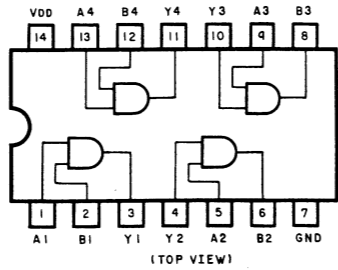 VDD A4 B4 Y4 Y3 A3 B3
14 13 12 11 10 9 8
1 2 3 4 5 6 7
A1 B1 Y1 Y2 A2 B2 GND
(TOP VIEW)